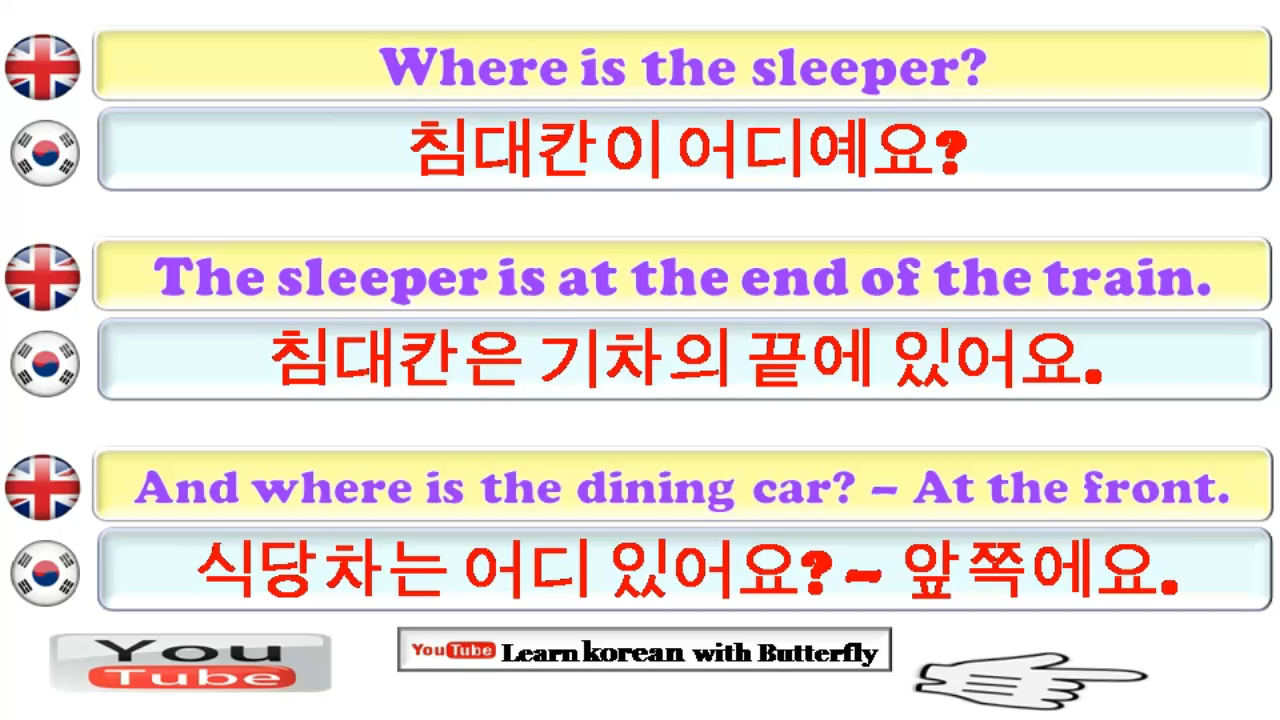 Where is the sleeper?
침대칸이 어디예요?
The sleeper is at the end of the train.
침대칸은 기차의 끝에 있어요.
And where is the dining car? – At the front.
식당차는 어디 있어요? – 앞쪽에요.
You
Tube
YouTube Learn korean with Butterfly